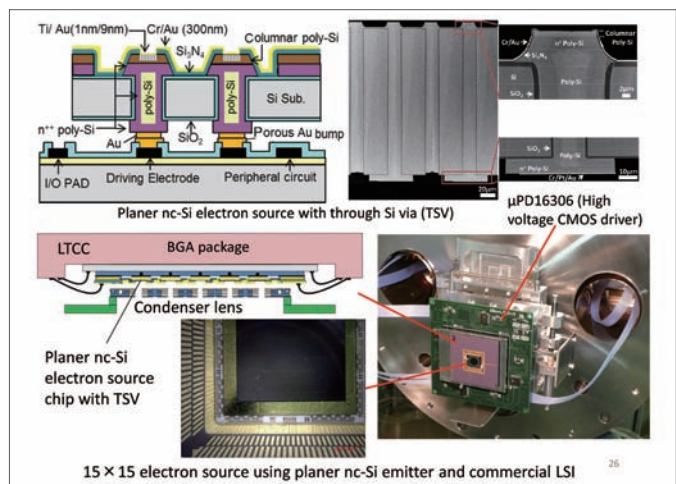 Ti/ Au(1nm/9nm)
Cr/Au (300nm)
Si₃N₄
Columnar
poly-Si
poly-Si
poly-Si
Si Sub.
n⁺⁺ poly-Si
Au
SiO₂
Porous Au bump
I/O PAD
Driving Electrode
Peripheral circuit
Cr/Au
n⁺ Poly-Si
Columnar
Poly-Si
Si₃N₄
Si
Poly-Si
SiO₂
2μm
SiO₂
Poly-Si
n⁺ Poly-Si
10μm
Cr/Pt/Au
20μm
Planer nc-Si electron source with through Si via (TSV)
μPD16306 (High
voltage CMOS driver)
LTCC
BGA package
Condenser lens
Planer nc-Si
electron source
chip with TSV
15×15 electron source using planer nc-Si emitter and commercial LSI
26